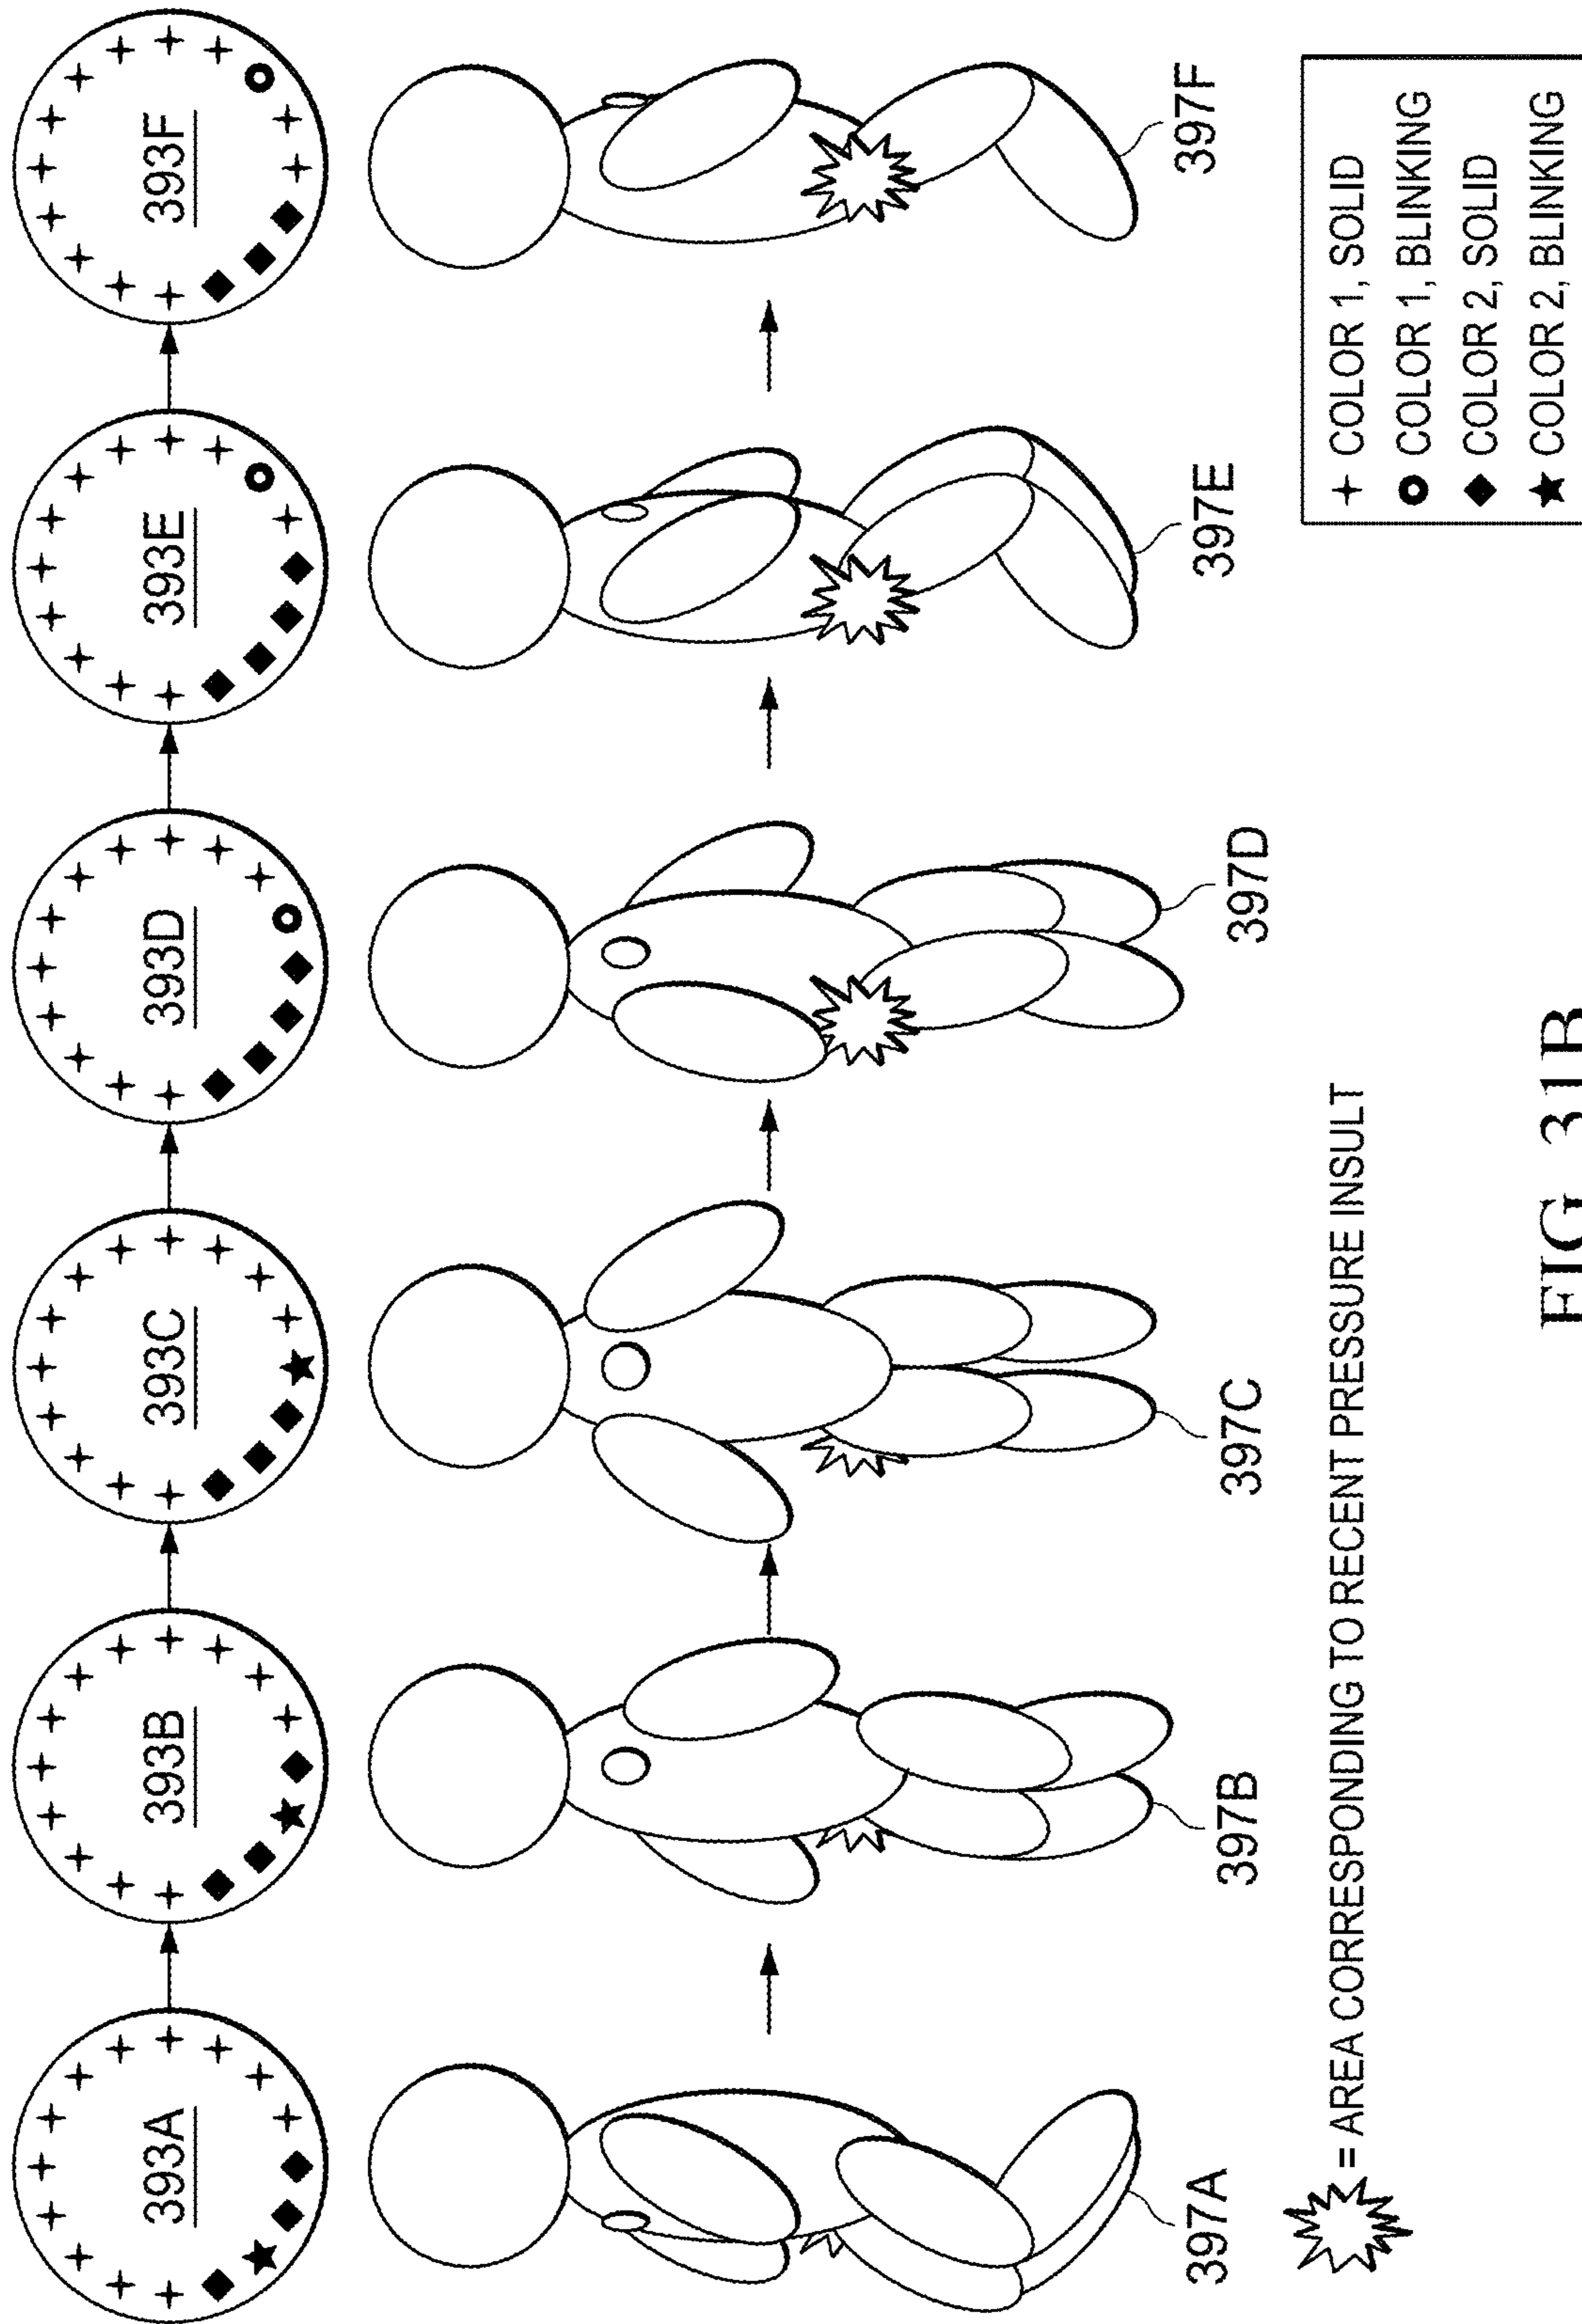 393A
393B
393C
393D
393E
393F
397A
397B
397C
397D
397E
397F
= AREA CORRESPONDING TO RECENT PRESSURE INSULT
COLOR 1, SOLID
COLOR 1, BLINKING
COLOR 2, SOLID
COLOR 2, BLINKING
FIG. 31B